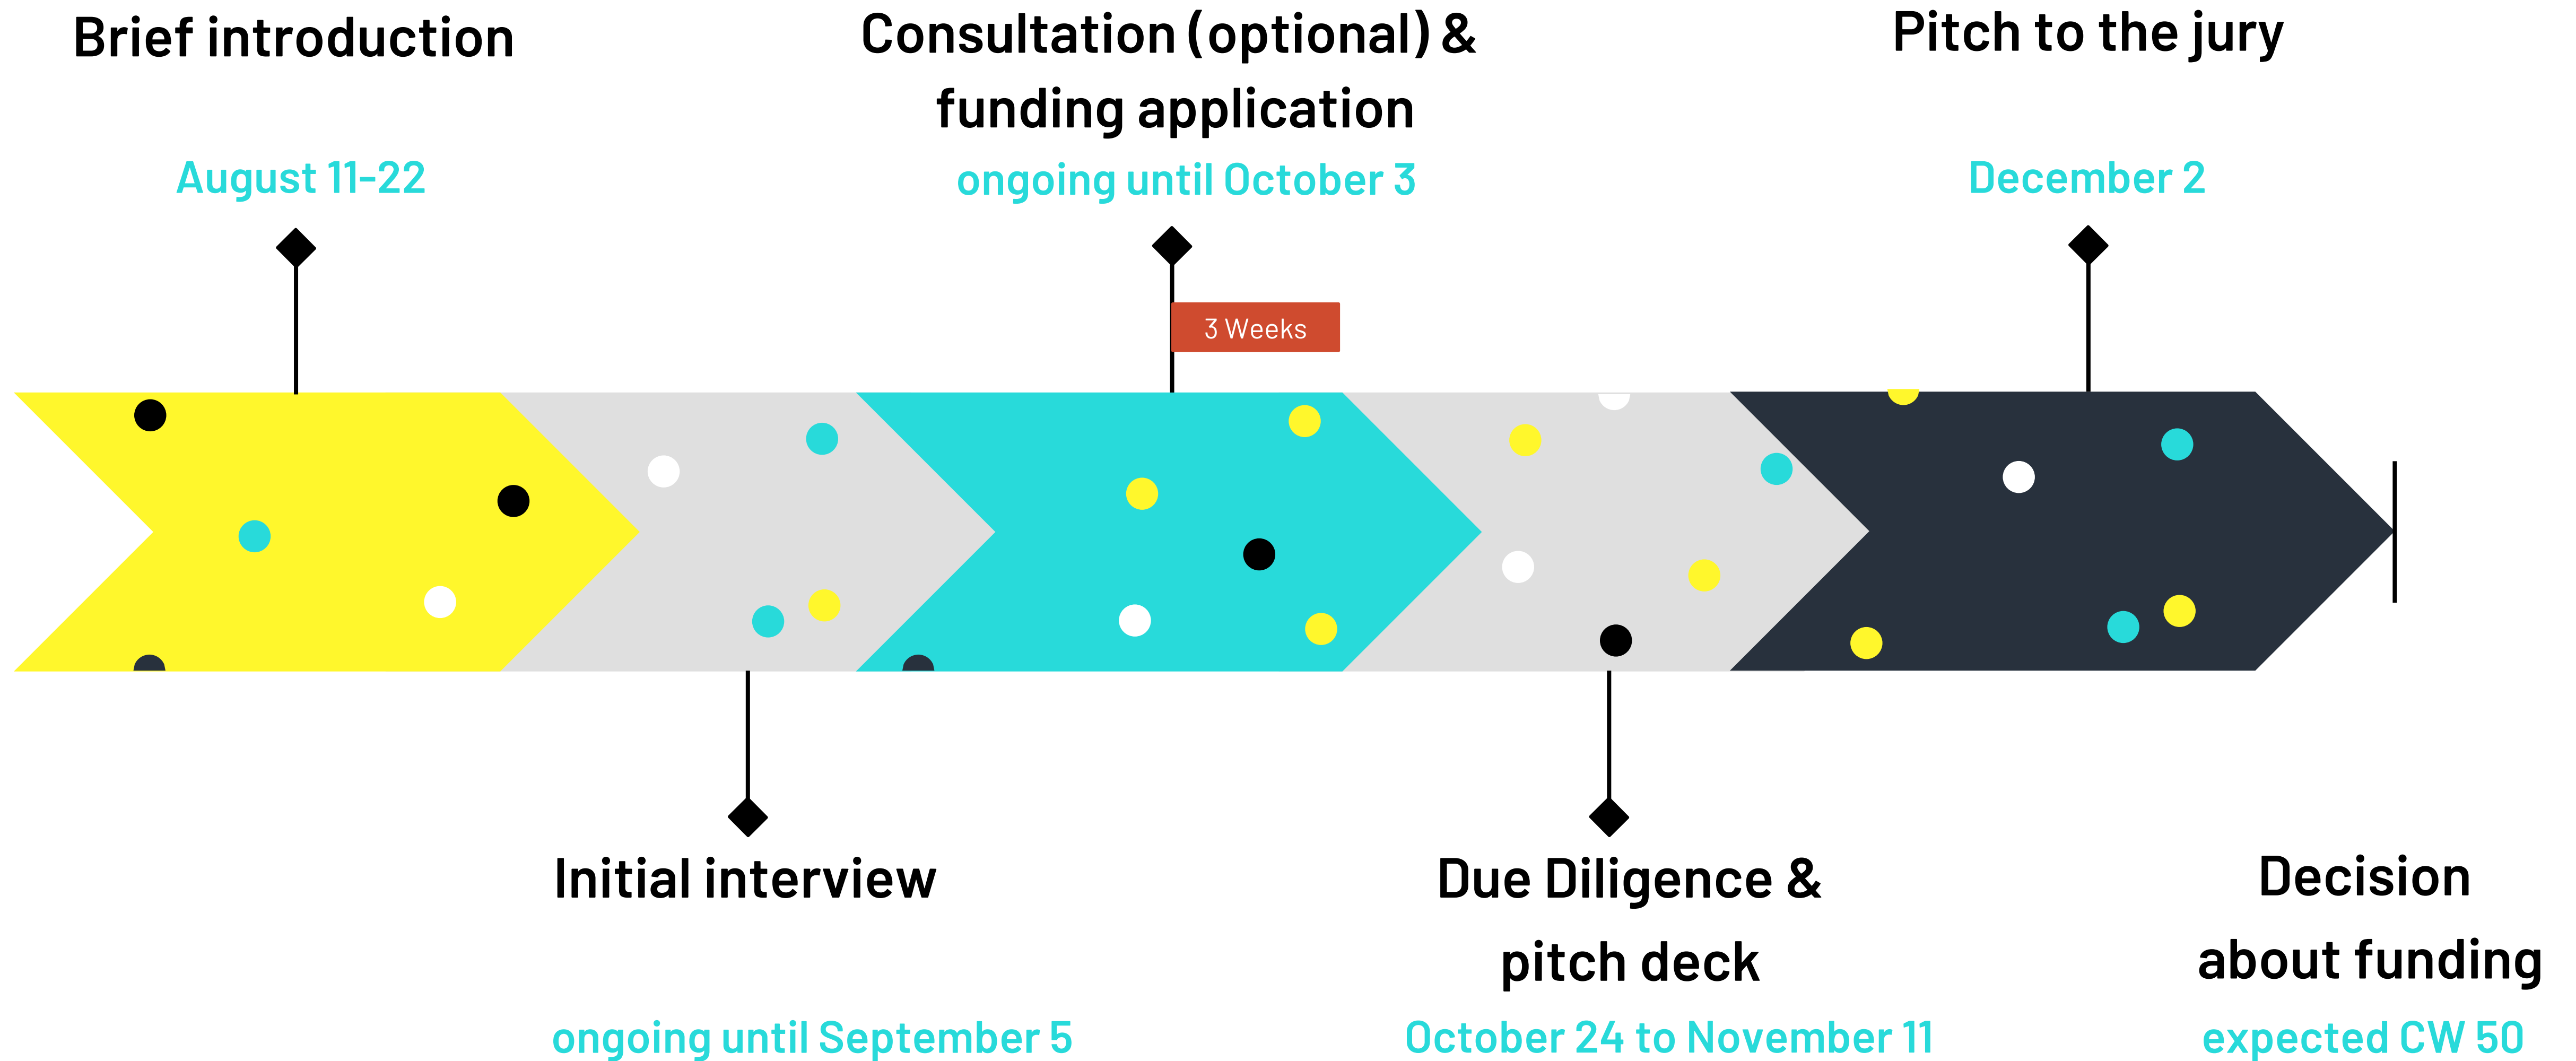 Brief introduction
August 11-22
Consultation (optional) &
funding application
ongoing until October 3
3 Weeks
Pitch to the jury
December 2
Initial interview
ongoing until September 5
Due Diligence &
pitch deck
October 24 to November 11
Decision
about funding
expected CW 50